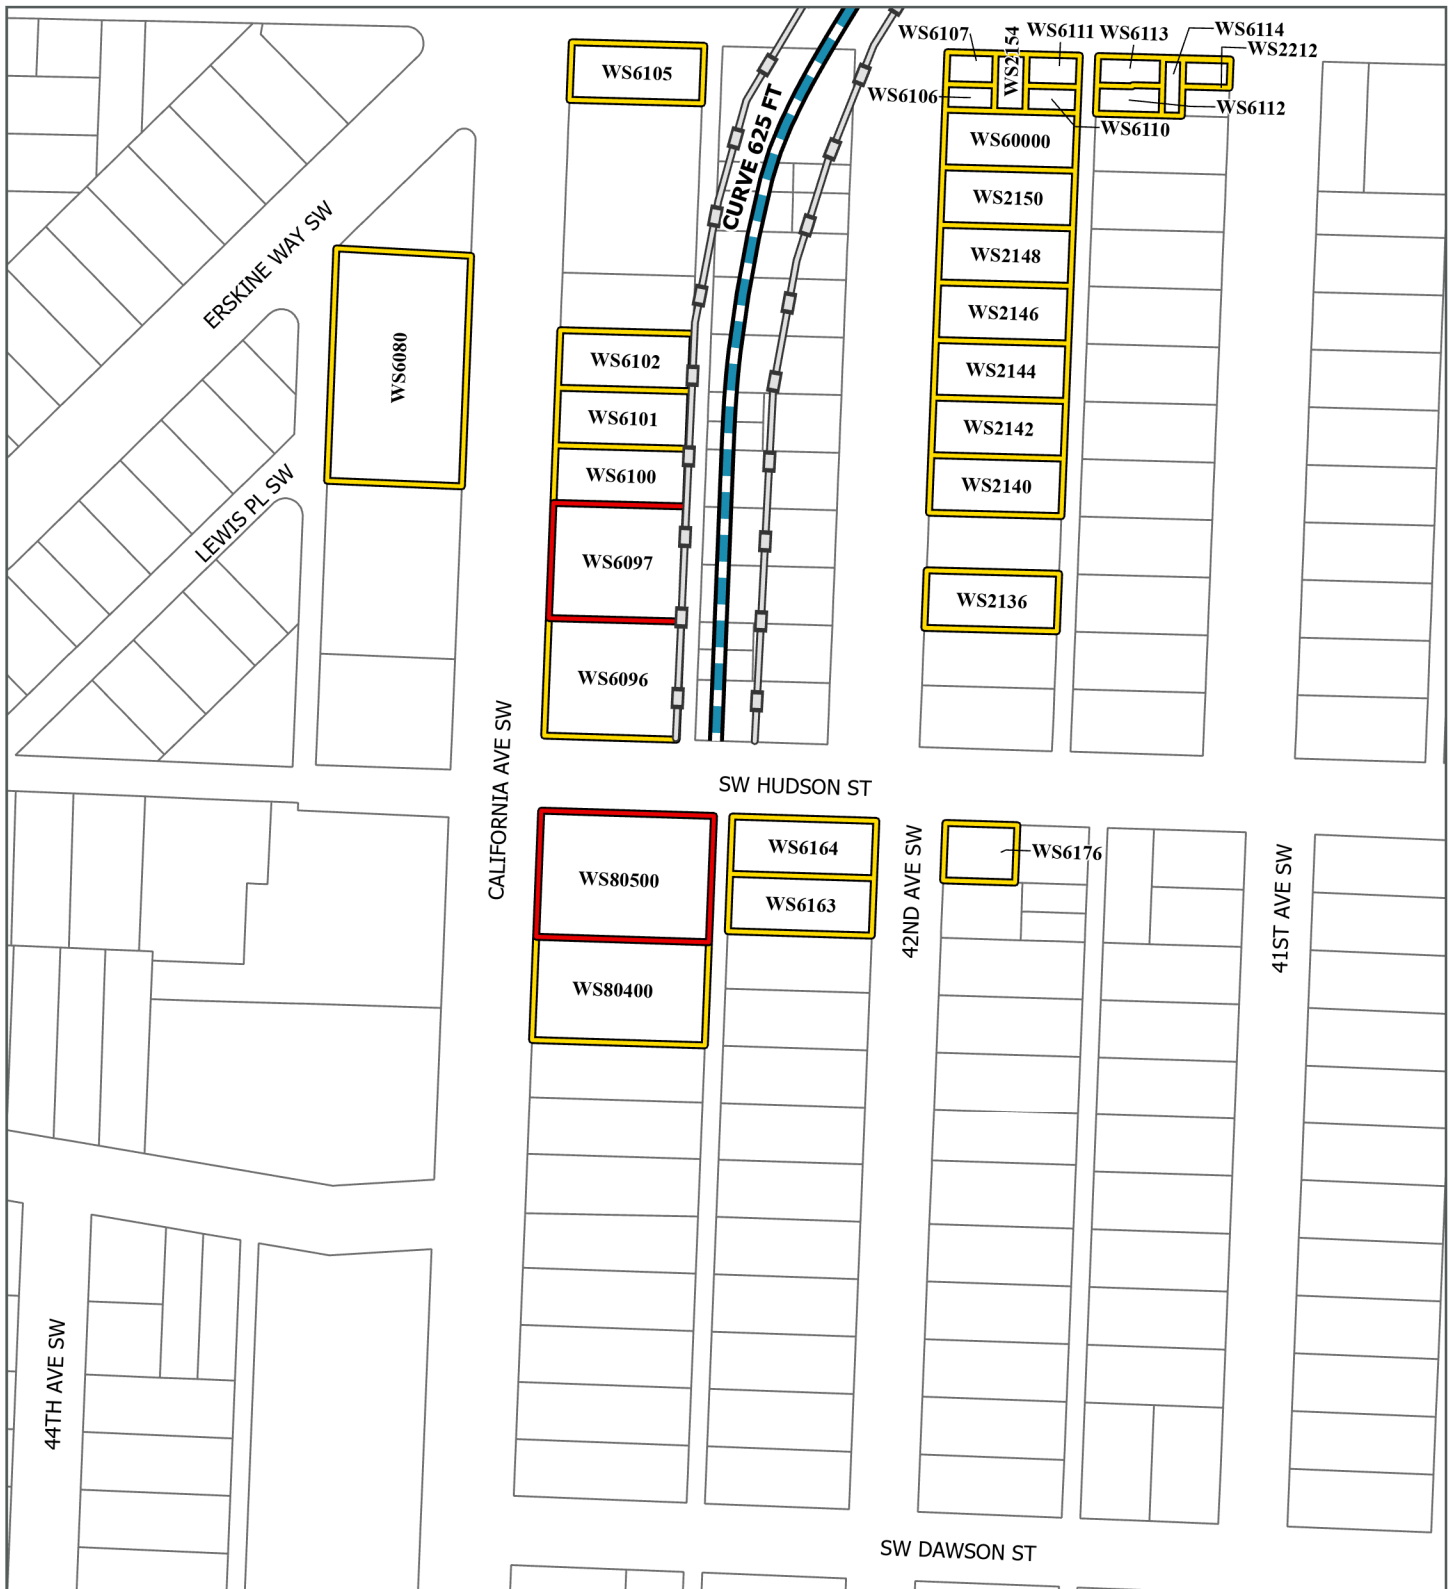 WS6107
WS2154
WS6111
WS6113
WS6114
WS2212
WS6105
WS6106
WS6112
WS6110
CURVE 625 FT
WS60000
WS2150
ERSKINE WAY SW
WS2148
WS2146
WS6080
WS6102
WS2144
WS6101
WS2142
WS6100
WS2140
LEWIS PL SW
WS6097
WS2136
WS6096
CALIFORNIA AVE SW
SW HUDSON ST
WS6164
WS6176
42ND AVE SW
WS80500
WS6163
41ST AVE SW
WS80400
44TH AVE SW
SW DAWSON ST